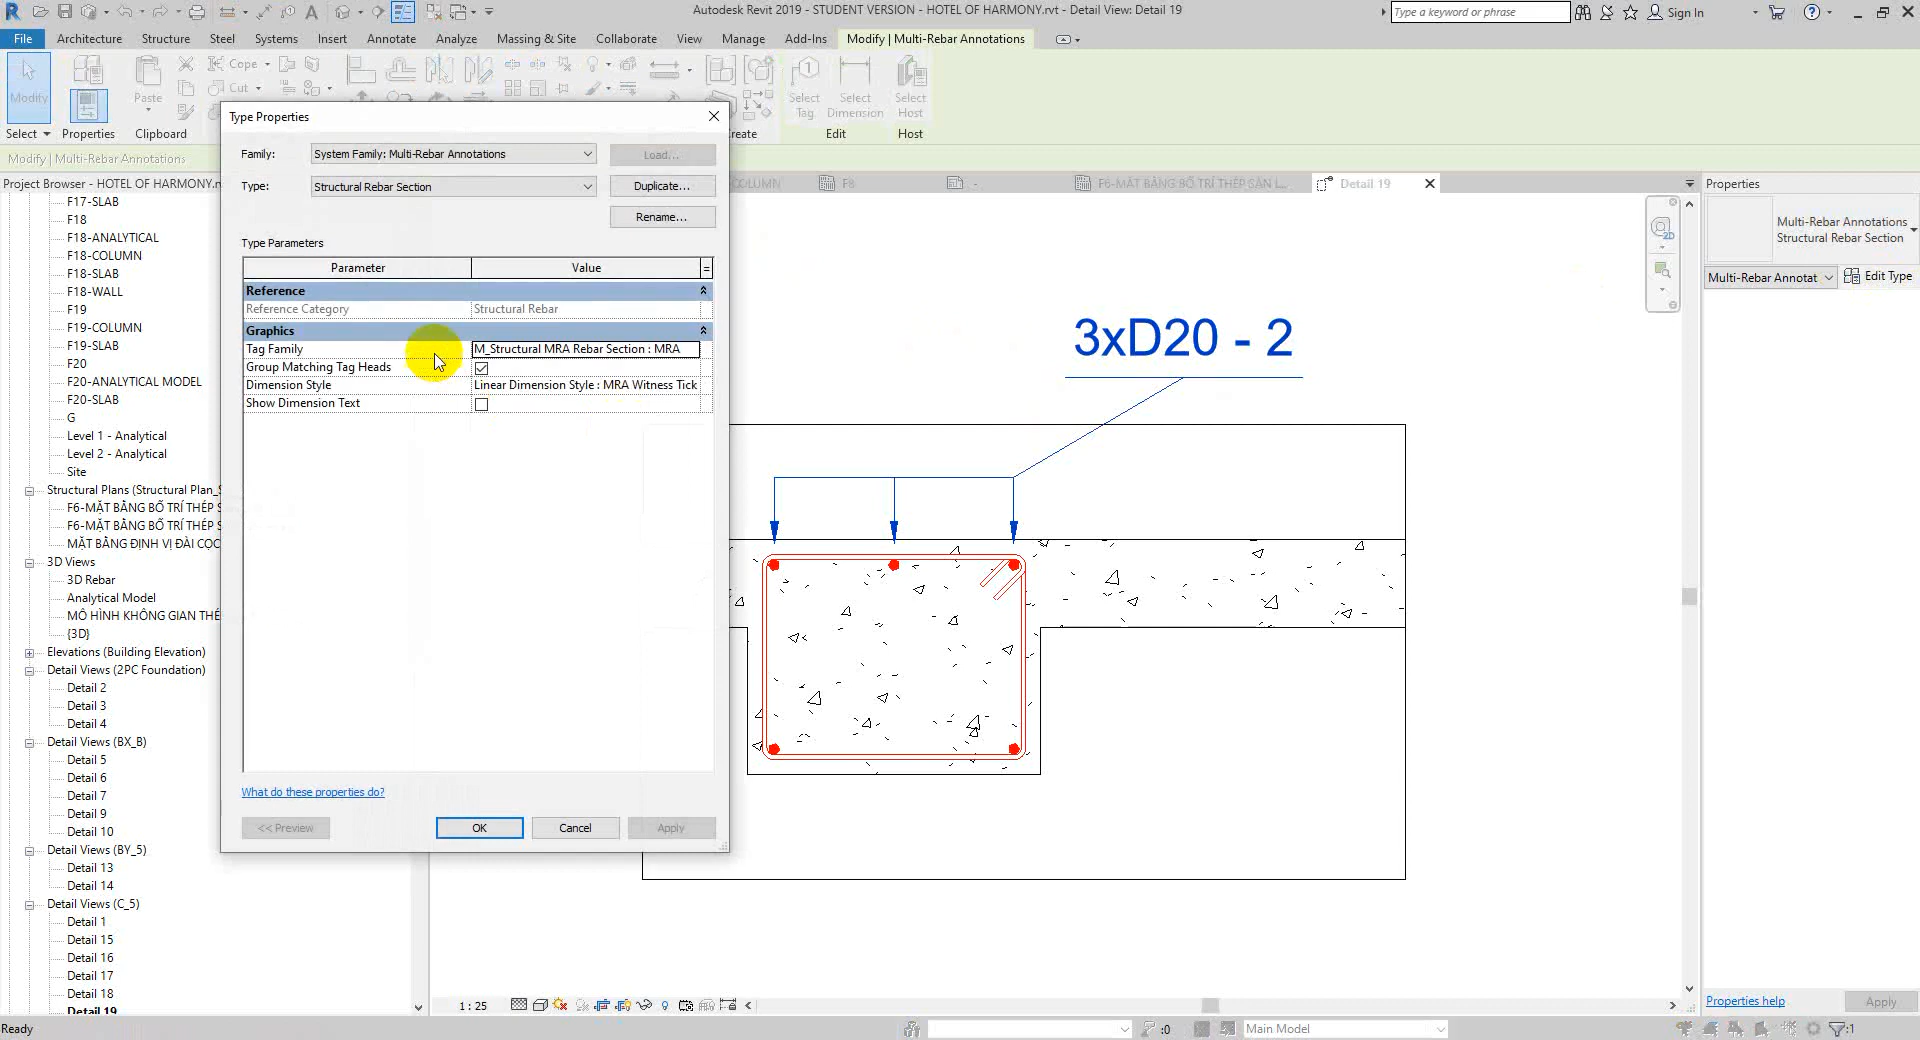 Autodesk Revit 2019 - STUDENT VERSION - HOTEL OF HARMONY.rvt - Detail View: Detail 19
Type a keyword or phrase
Sign In
File Architecture Structure Steel Systems Insert Annotate Analyze Massing & Site Collaborate View Manage Add-Ins Modify | Multi-Rebar Annotations
Modify
Paste
Cope
Cut
Select Tag
Select Dimension
Select Host
Select Properties Clipboard
Edit Host
Modify | Multi-Rebar Annotations
Project Browser - HOTEL OF HARMONY.
F17-SLAB
F18
F18-ANALYTICAL
F18-COLUMN
F18-SLAB
F18-WALL
F19
F19-COLUMN
F19-SLAB
F20
F20-ANALYTICAL MODEL
F20-SLAB
G
Level 1 - Analytical
Level 2 - Analytical
Site
Structural Plans (Structural Plan_
F6-MẶT BẰNG BỐ TRÍ THÉP S
F6-MẶT BẰNG BỐ TRÍ THÉP S
MẶT BẰNG ĐỊNH VỊ ĐÀI CỌC
3D Views
3D Rebar
Analytical Model
MÔ HÌNH KHÔNG GIAN THÉ
{3D}
Elevations (Building Elevation)
Detail Views (2PC Foundation)
Detail 2
Detail 3
Detail 4
Detail Views (BX_B)
Detail 5
Detail 6
Detail 7
Detail 9
Detail 10
Detail Views (BY_5)
Detail 13
Detail 14
Detail Views (C_5)
Detail 1
Detail 15
Detail 16
Detail 17
Detail 18
Detail 19
Type Properties
Family: System Family: Multi-Rebar Annotations Load...
Type: Structural Rebar Section Duplicate...
Rename...
Type Parameters
Parameter Value =
Reference
Reference Category Structural Rebar
Graphics
Tag Family M_Structural MRA Rebar Section : MRA
Group Matching Tag Heads
Dimension Style Linear Dimension Style : MRA Witness Tick
Show Dimension Text
What do these properties do?
<< Preview OK Cancel Apply
COLUMN F8 - F6-MẶT BẰNG BỐ TRÍ THÉP SÀN L... Detail 19
3xD20 - 2
Properties
Multi-Rebar Annotations
Structural Rebar Section
Multi-Rebar Annotat Edit Type
2D
Properties help Apply
1 : 25
Ready
:0
Main Model
:1